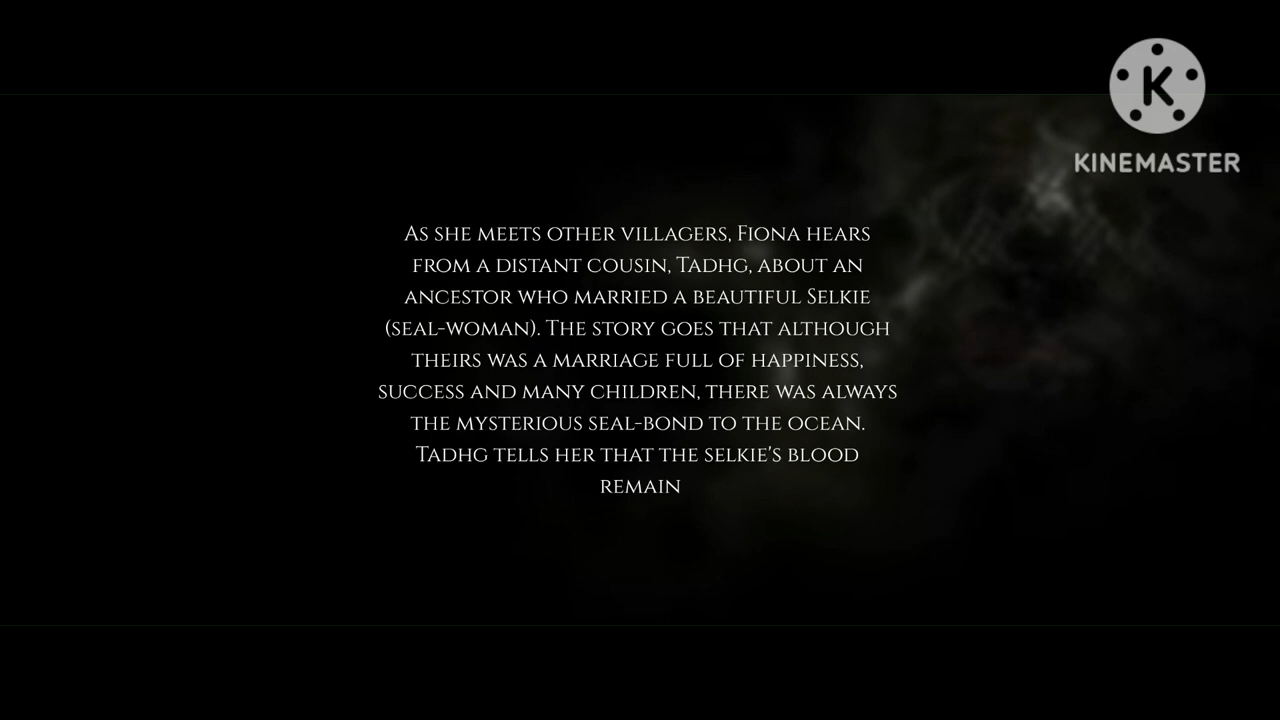 KINEMASTER
As she meets other villagers, Fiona hears
from a distant cousin, Tadhg, about an
ancestor who married a beautiful Selkie
(seal-woman). The story goes that although
theirs was a marriage full of happiness,
success and many children, there was always
the mysterious seal-bond to the ocean.
Tadhg tells her that the selkie's blood
remain